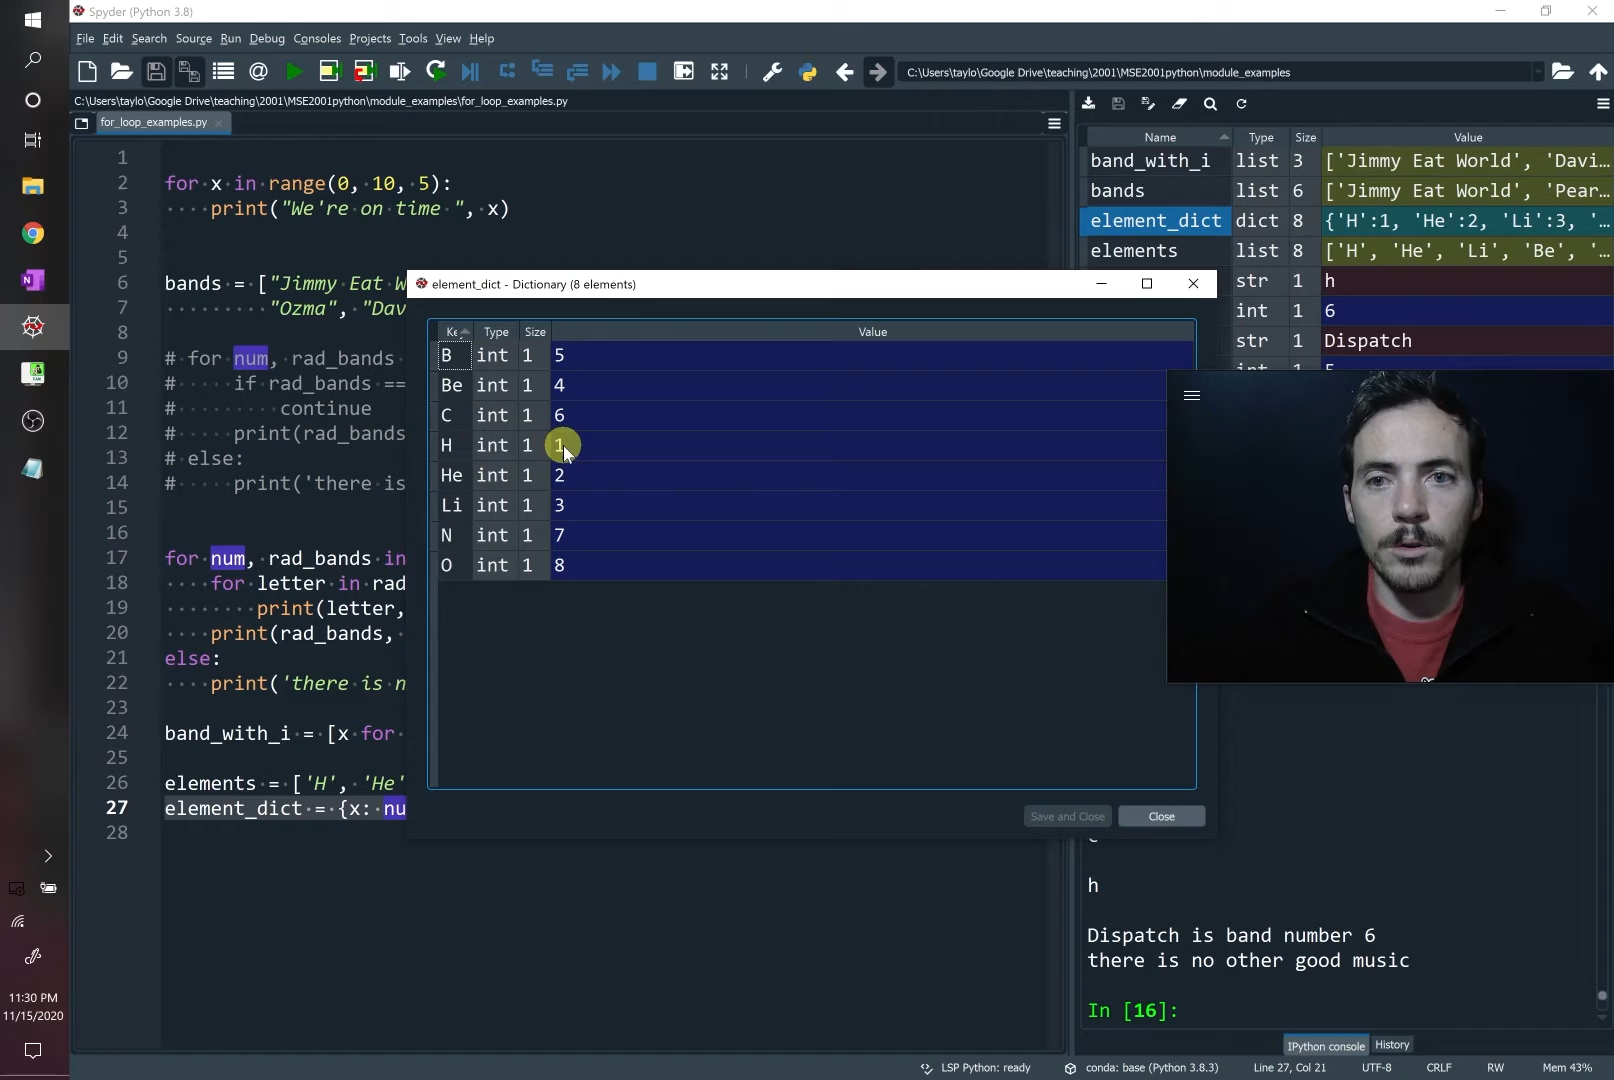 Spyder (Python 3.8)
File Edit Search Source Run Debug Consoles Projects Tools View Help
C:\Users\taylo\Google Drive\teaching\2001\MSE2001python\module_examples
C:\Users\taylo\Google Drive\teaching\2001\MSE2001python\module_examples\for_loop_examples.py
for_loop_examples.py
1
2 for x in range(0, 10, 5):
3 ····print("We're on time ", x)
4
5
6 bands = ["Jimmy Eat W
7 "Ozma", "Dav
8
9 # for num, rad_bands
10 # if rad_bands ==
11 # continue
12 # print(rad_bands
13 # else:
14 # print('there is
15
16
17 for num, rad_bands in
18 for letter in rad
19 print(letter,
20 print(rad_bands,
21 else:
22 print('there is n
23
24 band_with_i = [x for
25
26 elements = ['H', 'He'
27 element_dict = {x: nu
28
Name Type Size Value
band_with_i list 3 ['Jimmy Eat World', 'Davi...
bands list 6 ['Jimmy Eat World', 'Pear...
element_dict dict 8 {'H':1, 'He':2, 'Li':3, '...
elements list 8 ['H', 'He', 'Li', 'Be', '...
str 1 h
int 1 6
str 1 Dispatch
element_dict - Dictionary (8 elements)
Ke Type Size Value
B int 1 5
Be int 1 4
C int 1 6
H int 1 1
He int 1 2
Li int 1 3
N int 1 7
O int 1 8
Save and Close Close
h
Dispatch is band number 6
there is no other good music
In [16]:
IPython console History
11:30 PM
11/15/2020
LSP Python: ready conda: base (Python 3.8.3) Line 27, Col 21 UTF-8 CRLF RW Mem 43%